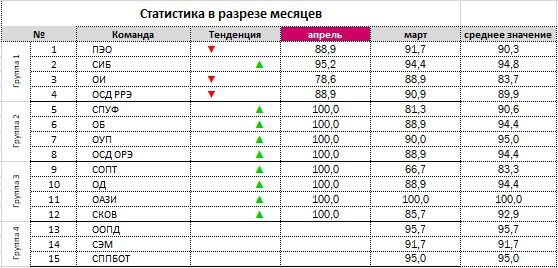 Статистика в разрезе месяцев
№ Команда Тенденция апрель март среднее значение
Группа 1
1 ПЭО ▼ 88,9 91,7 90,3
2 СИБ ▲ 95,2 94,4 94,8
3 ОИ ▼ 78,6 88,9 83,7
4 ОСД РРЭ ▼ 88,9 90,9 89,9
Группа 2
5 СПУФ ▲ 100,0 81,3 90,6
6 ОБ ▲ 100,0 88,9 94,4
7 ОУП ▲ 100,0 90,0 95,0
8 ОСД ОРЭ ▲ 100,0 88,9 94,4
Группа 3
9 СОПТ ▲ 100,0 66,7 83,3
10 ОД ▲ 100,0 88,9 94,4
11 ОАЗИ ▲ 100,0 100,0 100,0
12 СКОВ ▲ 100,0 85,7 92,9
Группа 4
13 ООПД 95,7 95,7
14 СЭМ 91,7 91,7
15 СППБОТ 95,0 95,0